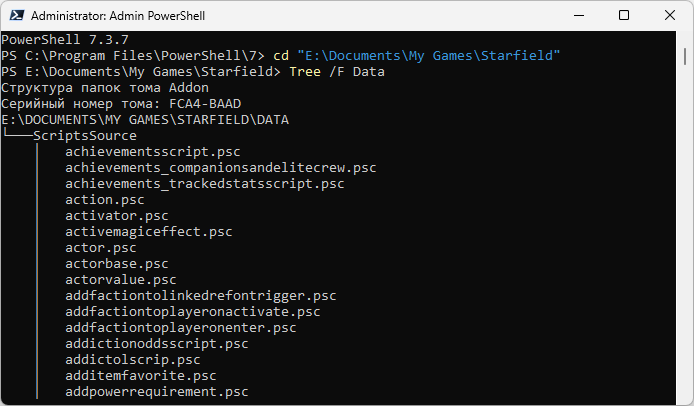 Administrator: Admin PowerShell
PowerShell 7.3.7
PS C:\Program Files\PowerShell\7> cd "E:\Documents\My Games\Starfield"
PS E:\Documents\My Games\Starfield> Tree /F Data
Структура папок тома Addon
Серийный номер тома: FCA4-BAAD
E:\DOCUMENTS\MY GAMES\STARFIELD\DATA
└───ScriptsSource
    │   achievementsscript.psc
    │   achievements_companionsandelitecrew.psc
    │   achievements_trackedstatsscript.psc
    │   action.psc
    │   activator.psc
    │   activemagiceffect.psc
    │   actor.psc
    │   actorbase.psc
    │   actorvalue.psc
    │   addfactiontolinkedrefontrigger.psc
    │   addfactiontoplayeronactivate.psc
    │   addfactiontoplayeronenter.psc
    │   addictionoddsscript.psc
    │   addictolscrip.psc
    │   additemfavorite.psc
    │   addpowerrequirement.psc